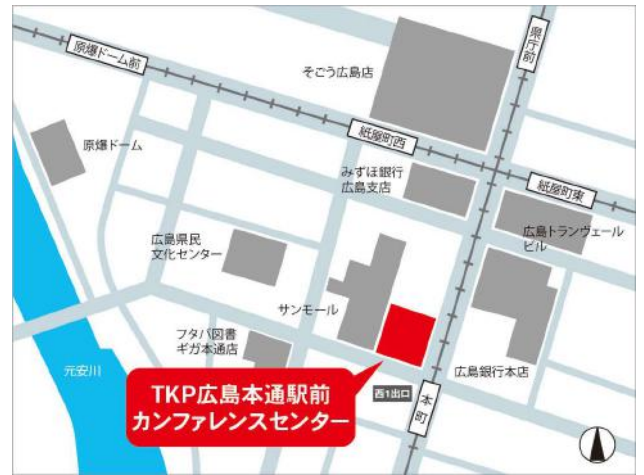 県庁前
原爆ドーム前
そごう広島店
紙屋町西
原爆ドーム
みずほ銀行
広島支店
紙屋町東
広島トランヴェール
ビル
広島県民
文化センター
サンモール
フタバ図書
ギガ本通店
広島銀行本店
元安川
TKP広島本通駅前
カンファレンスセンター
西1出口
本町